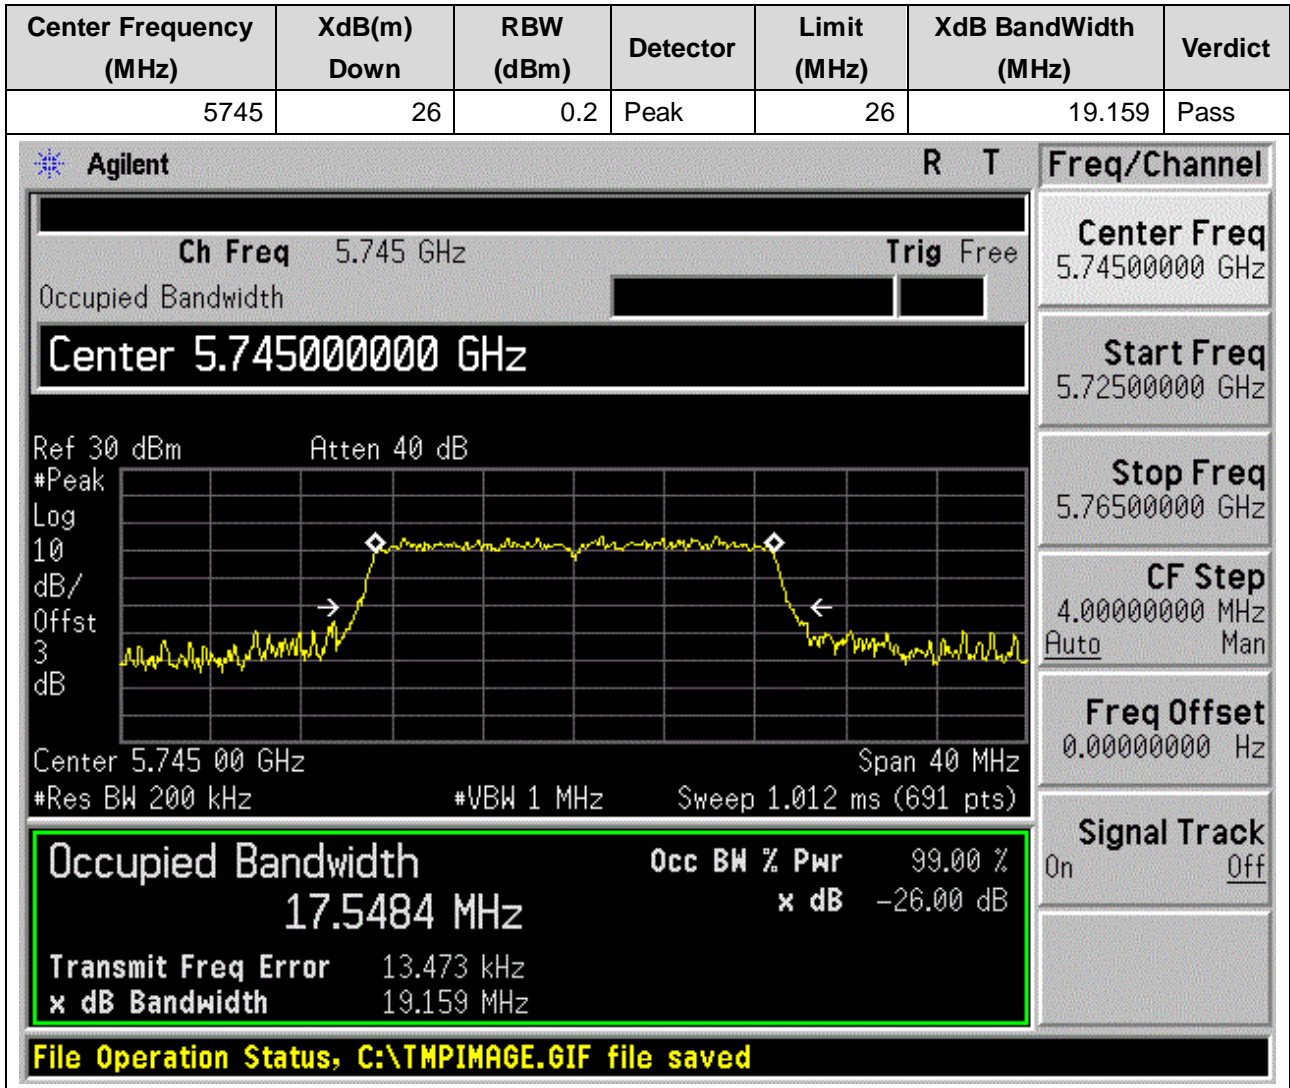 Center Frequency (MHz) XdB(m) Down RBW (dBm) Detector Limit (MHz) XdB BandWidth (MHz) Verdict
5745 26 0.2 Peak 26 19.159 Pass
Agilent R T Freq/Channel
Ch Freq 5.745 GHz Trig Free
Occupied Bandwidth
Center 5.745000000 GHz
Ref 30 dBm Atten 40 dB
#Peak
Log
10
dB/
Offst
3
dB
Center 5.745 00 GHz Span 40 MHz
#Res BW 200 kHz #VBW 1 MHz Sweep 1.012 ms (691 pts)
Occupied Bandwidth
17.5484 MHz
Occ BW % Pwr 99.00 %
x dB -26.00 dB
Transmit Freq Error 13.473 kHz
x dB Bandwidth 19.159 MHz
File Operation Status, C:\TMPIMAGE.GIF file saved
Center Freq
5.74500000 GHz
Start Freq
5.72500000 GHz
Stop Freq
5.76500000 GHz
CF Step
4.00000000 MHz
Auto Man
Freq Offset
0.00000000 Hz
Signal Track
On Off